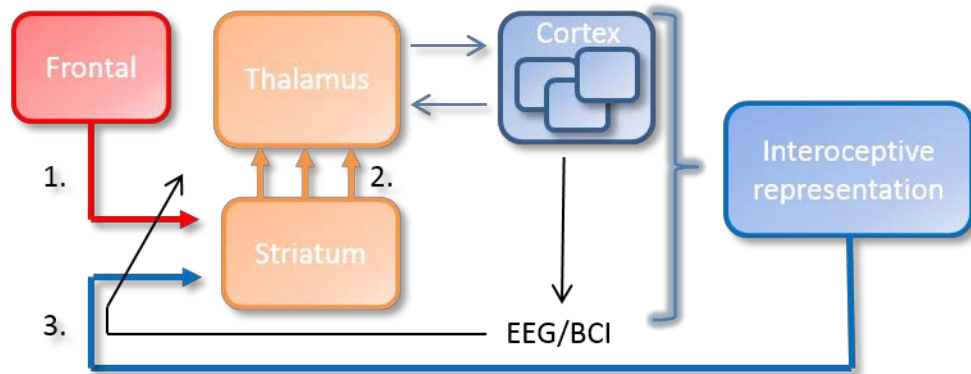 Frontal
Thalamus
Cortex
1.
2.
Interoceptive
representation
Striatum
3.
EEG/BCI